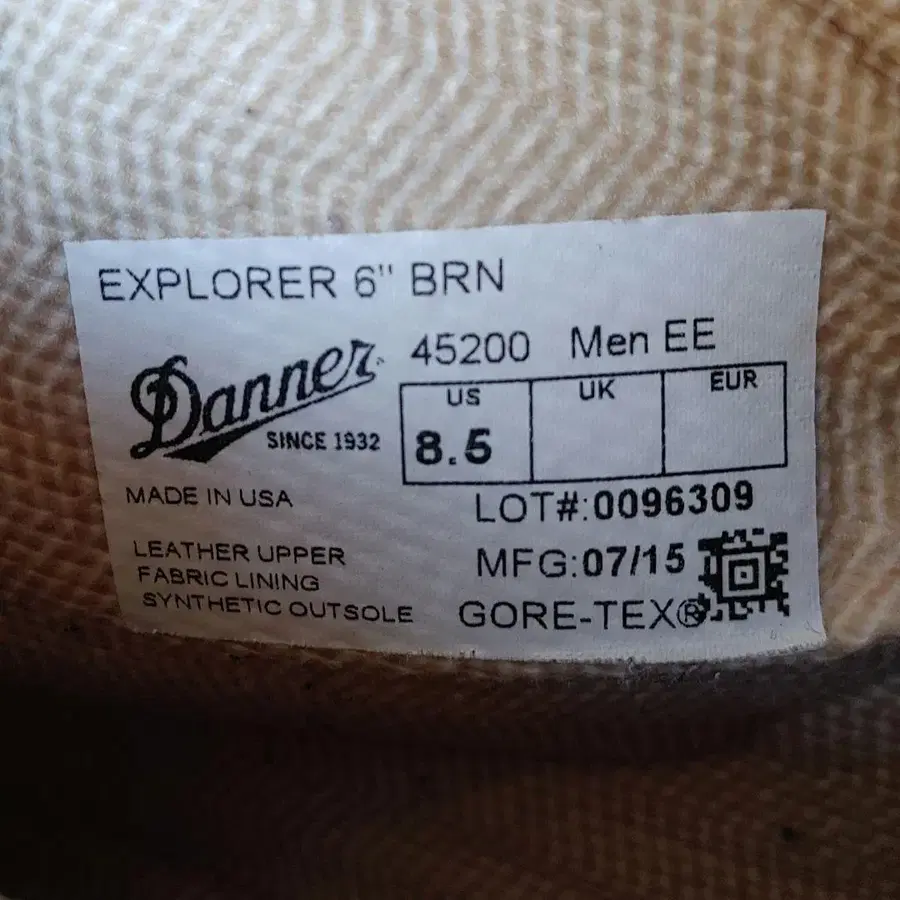 EXPLORER 6" BRN
Danner
SINCE 1932
45200 Men EE
US UK EUR
8.5
MADE IN USA
LOT#:0096309
LEATHER UPPER
FABRIC LINING
SYNTHETIC OUTSOLE
MFG:07/15
GORE-TEX®